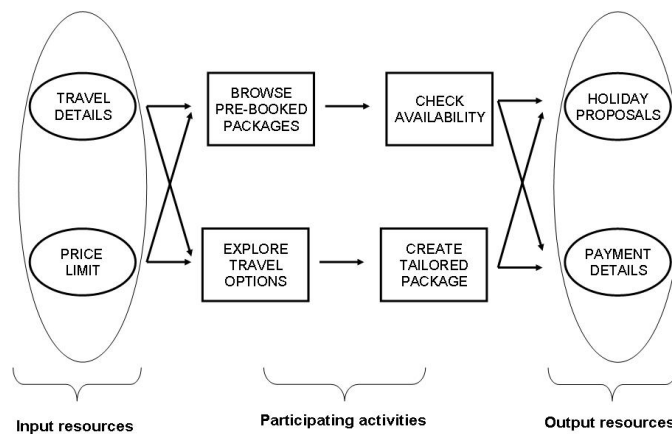 TRAVEL
DETAILS
BROWSE
PRE-BOOKED
PACKAGES
CHECK
AVAILABILITY
HOLIDAY
PROPOSALS
PRICE
LIMIT
EXPLORE
TRAVEL
OPTIONS
CREATE
TAILORED
PACKAGE
PAYMENT
DETAILS
Input resources
Participating activities
Output resources